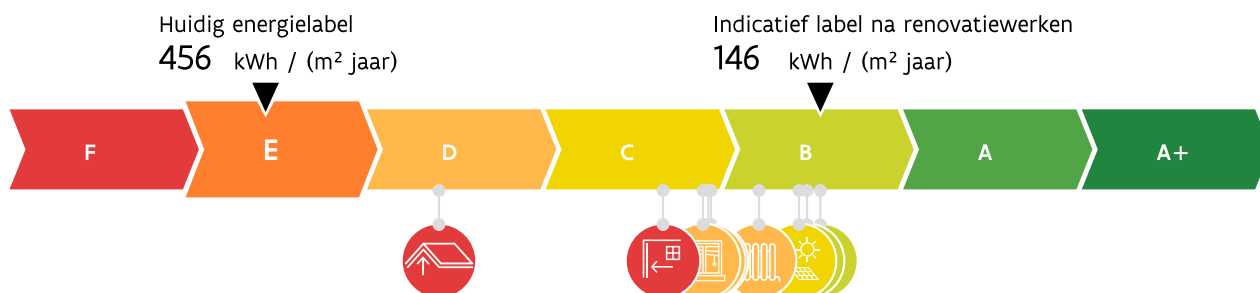 Huidig energielabel
456 kWh / (m² jaar)
Indicatief label na renovatiewerken
146 kWh / (m² jaar)
F E D C B A A+